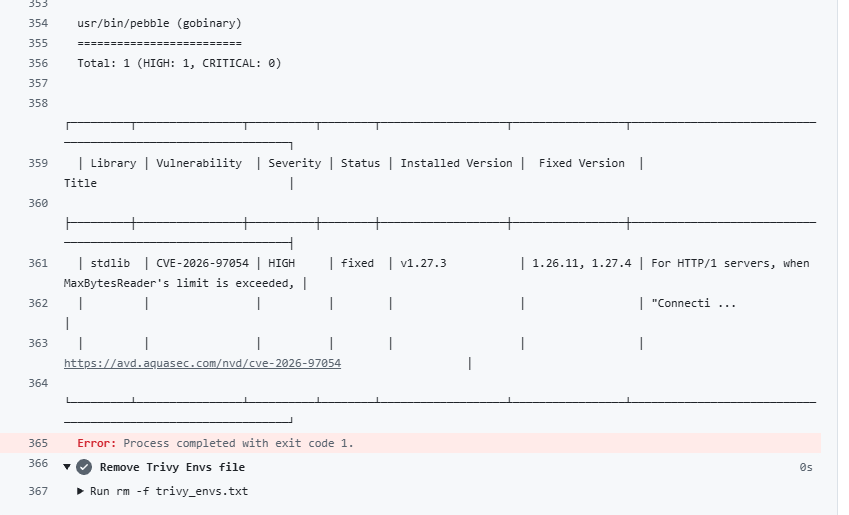 353
354 usr/bin/pebble (gobinary)
355 =========================
356 Total: 1 (HIGH: 1, CRITICAL: 0)
357
358
┌─────────┬────────────────┬──────────┬────────┬───────────────────┬─────────────────┬────────────────────────────
──────────────────────────────────┐
359 │ Library │ Vulnerability │ Severity │ Status │ Installed Version │ Fixed Version │
Title │
360
├─────────┼────────────────┼──────────┼────────┼───────────────────┼─────────────────┼────────────────────────────
──────────────────────────────────┤
361 │ stdlib │ CVE-2026-97054 │ HIGH │ fixed │ v1.27.3 │ 1.26.11, 1.27.4 │ For HTTP/1 servers, when
MaxBytesReader's limit is exceeded, │
362 │ │ │ │ │ │ │ "Connecti ...
│
363 │ │ │ │ │ │ │
https://avd.aquasec.com/nvd/cve-2026-97054 │
364
└─────────┴────────────────┴──────────┴────────┴───────────────────┴─────────────────┴────────────────────────────
──────────────────────────────────┘
365 Error: Process completed with exit code 1.
366 ▼ Remove Trivy Envs file 0s
367 ▶ Run rm -f trivy_envs.txt